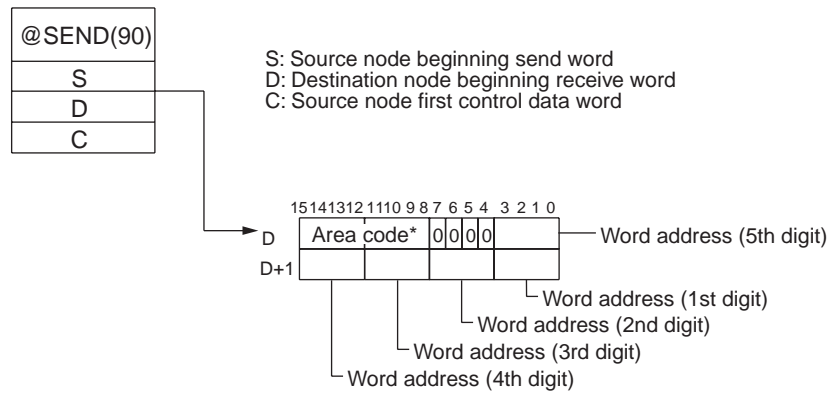 @SEND(90)
S
D
C
S: Source node beginning send word
D: Destination node beginning receive word
C: Source node first control data word
15 14 13 12 11 10 9 8 7 6 5 4 3 2 1 0
D Area code* 0 0 0 0 Word address (5th digit)
D+1
Word address (1st digit)
Word address (2nd digit)
Word address (3rd digit)
Word address (4th digit)